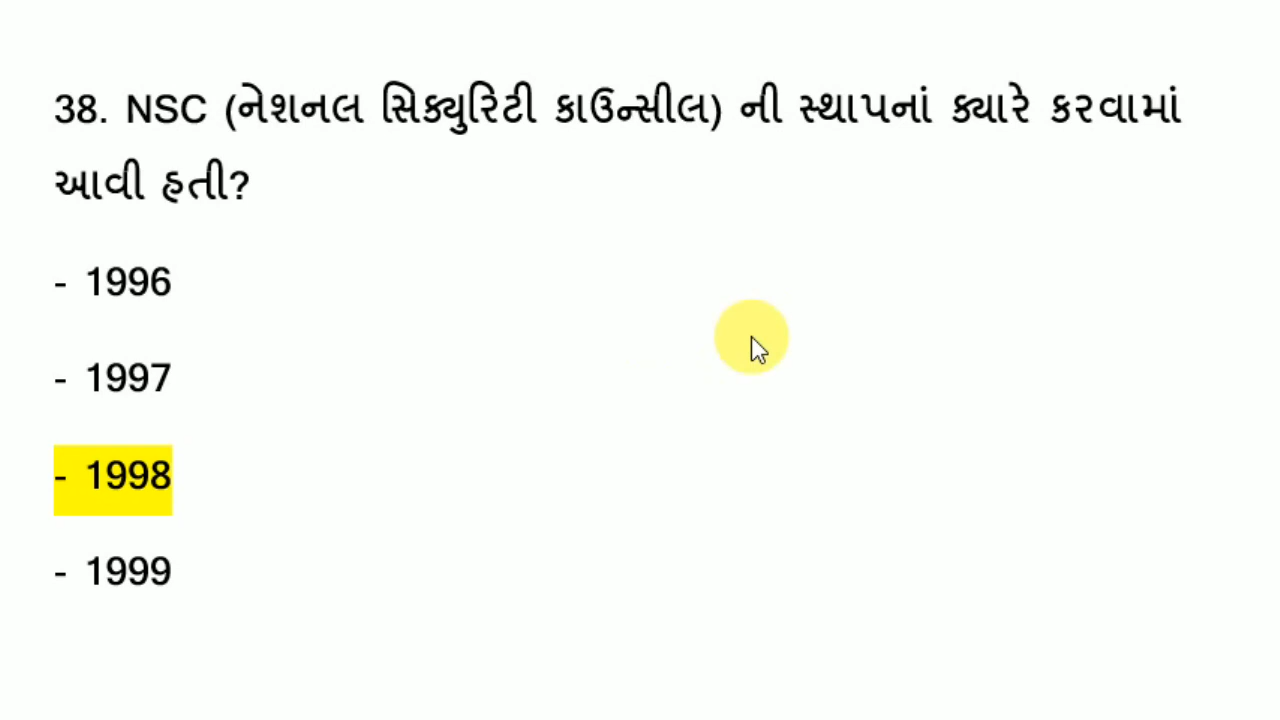 38. NSC (નેશનલ સિક્યુરિટી કાઉન્સીલ) ની સ્થાપનાં ક્યારે કરવામાં
આવી હતી?
- 1996
- 1997
- 1998
- 1999